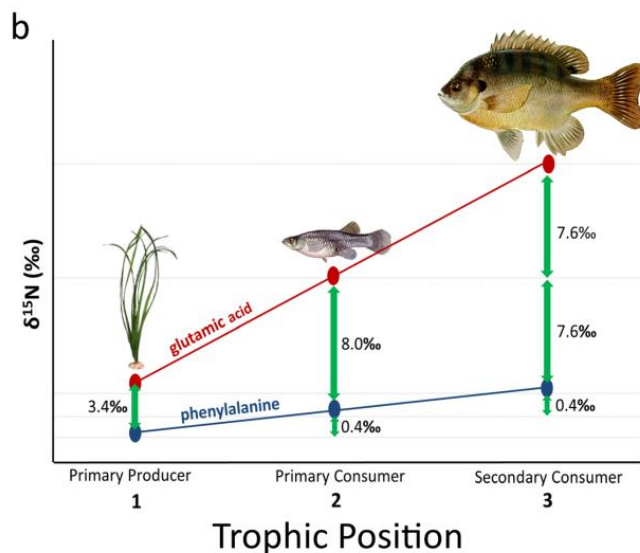 b
δ¹⁵N (‰)
glutamic acid
phenylalanine
3.4‰
8.0‰
0.4‰
7.6‰
7.6‰
0.4‰
Primary Producer
1
Primary Consumer
2
Secondary Consumer
3
Trophic Position